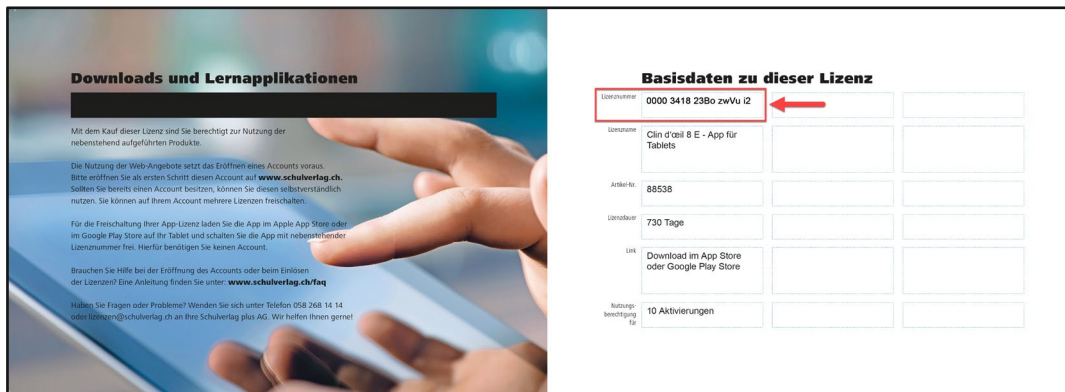 Downloads und Lernapplikationen
Mit dem Kauf dieser Lizenz sind Sie berechtigt zur Nutzung der
nebenstehend aufgeführten Produkte.
Die Nutzung der Web-Angebote setzt das Eröffnen eines Accounts voraus.
Bitte eröffnen Sie als ersten Schritt diesen Account auf www.schulverlag.ch.
Sollten Sie bereits einen Account besitzen, können Sie diesen selbstverständlich
nutzen. Sie können auf Ihrem Account mehrere Lizenzen freischalten.
Für die Freischaltung Ihrer App-Lizenz laden Sie die App im Apple App Store oder
im Google Play Store auf Ihr Tablet und schalten Sie die App mit nebenstehender
Lizenznummer frei. Hierfür benötigen Sie keinen Account.
Brauchen Sie Hilfe bei der Eröffnung des Accounts oder beim Einlösen
der Lizenzen? Eine Anleitung finden Sie unter: www.schulverlag.ch/faq
Haben Sie Fragen oder Probleme? Wenden Sie sich unter Telefon 058 268 14 14
oder lizenzen@schulverlag.ch an Ihre Schulverlag plus AG. Wir helfen Ihnen gerne!
Basisdaten zu dieser Lizenz
Lizenznummer
0000 3418 23Bo zwVu i2
Lizenzname
Clin d'œil 8 E - App für
Tablets
Artikel-Nr.
88538
Lizenzdauer
730 Tage
Link
Download im App Store
oder Google Play Store
Nutzungs-
berechtigung
für
10 Aktivierungen